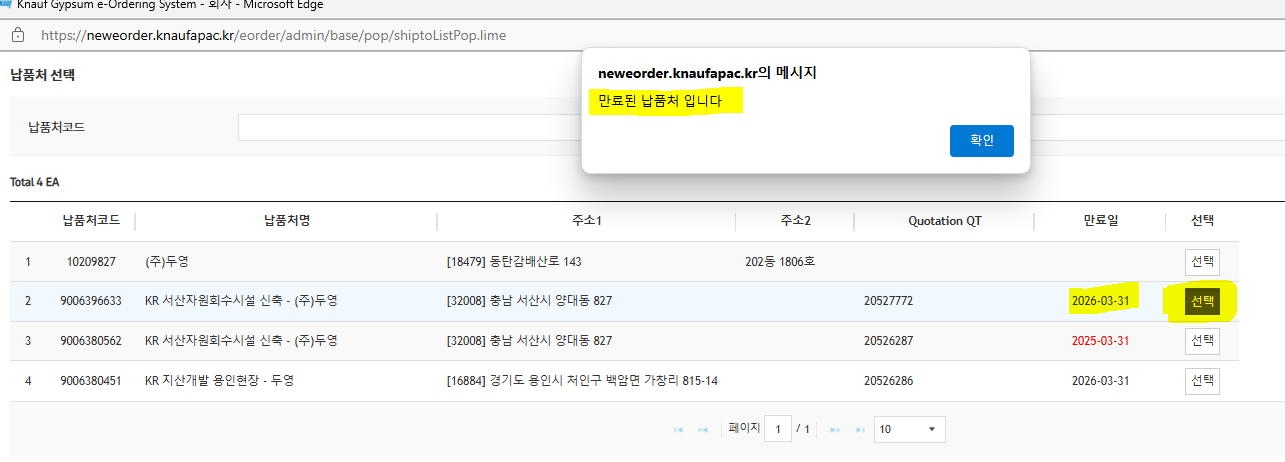 Knauf Gypsum e-Ordering System - 회사 - Microsoft Edge
https://neweorder.knaufapac.kr/eorder/admin/base/pop/shiptoListPop.lime
납품처 선택
neweorder.knaufapac.kr의 메시지
만료된 납품처 입니다
확인
납품처코드
Total 4 EA
납품처코드 납품처명 주소1 주소2 Quotation QT 만료일 선택
1 10209827 (주)두영 [18479] 동탄감배산로 143 202동 1806호 선택
2 9006396633 KR 서산자원회수시설 신축 - (주)두영 [32008] 충남 서산시 양대동 827 20527772 2026-03-31 선택
3 9006380562 KR 서산자원회수시설 신축 - (주)두영 [32008] 충남 서산시 양대동 827 20526287 2025-03-31 선택
4 9006380451 KR 지산개발 용인현장 - 두영 [16884] 경기도 용인시 처인구 백암면 가창리 815-14 20526286 2026-03-31 선택
페이지 1 / 1 10